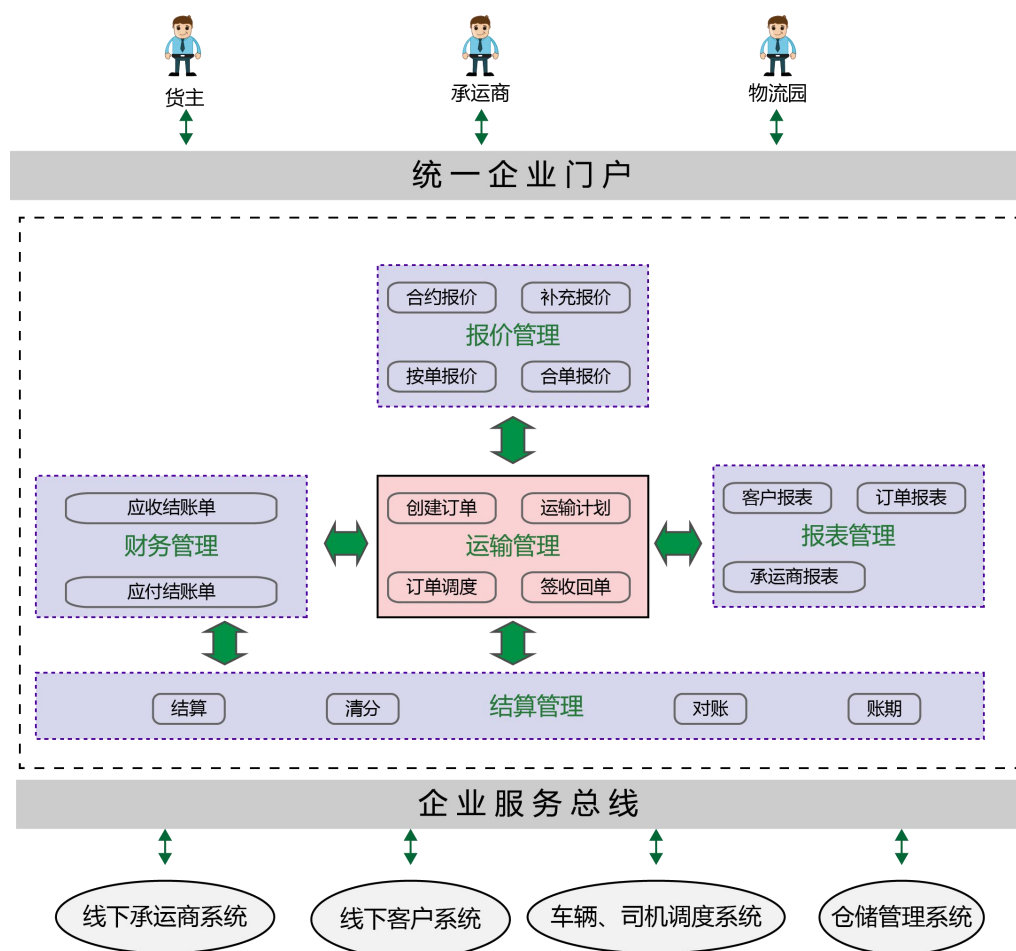 货主
承运商
物流园
统一企业门户
合约报价
补充报价
报价管理
按单报价
合单报价
应收结账单
财务管理
应付结账单
创建订单
运输计划
运输管理
订单调度
签收回单
客户报表
订单报表
报表管理
承运商报表
结算
清分
结算管理
对账
账期
企业服务总线
线下承运商系统
线下客户系统
车辆、司机调度系统
仓储管理系统